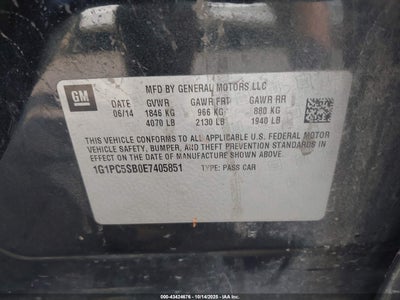 GM
MFD BY GENERAL MOTORS LLC
DATE GVWR GAWR FRT GAWR RR
06/14 1846 KG 966 KG 880 KG
4070 LB 2130 LB 1940 LB
THIS VEHICLE CONFORMS TO ALL APPLICABLE U.S. FEDERAL MOTOR
VEHICLE SAFETY, BUMPER, AND THEFT PREVENTION STANDARDS
IN EFFECT ON THE DATE OF MANUFACTURE SHOWN ABOVE.
1G1PC5SB0E7405851 TYPE: PASS CAR
000-43424676 - 10/14/2025 - IAAI.COM